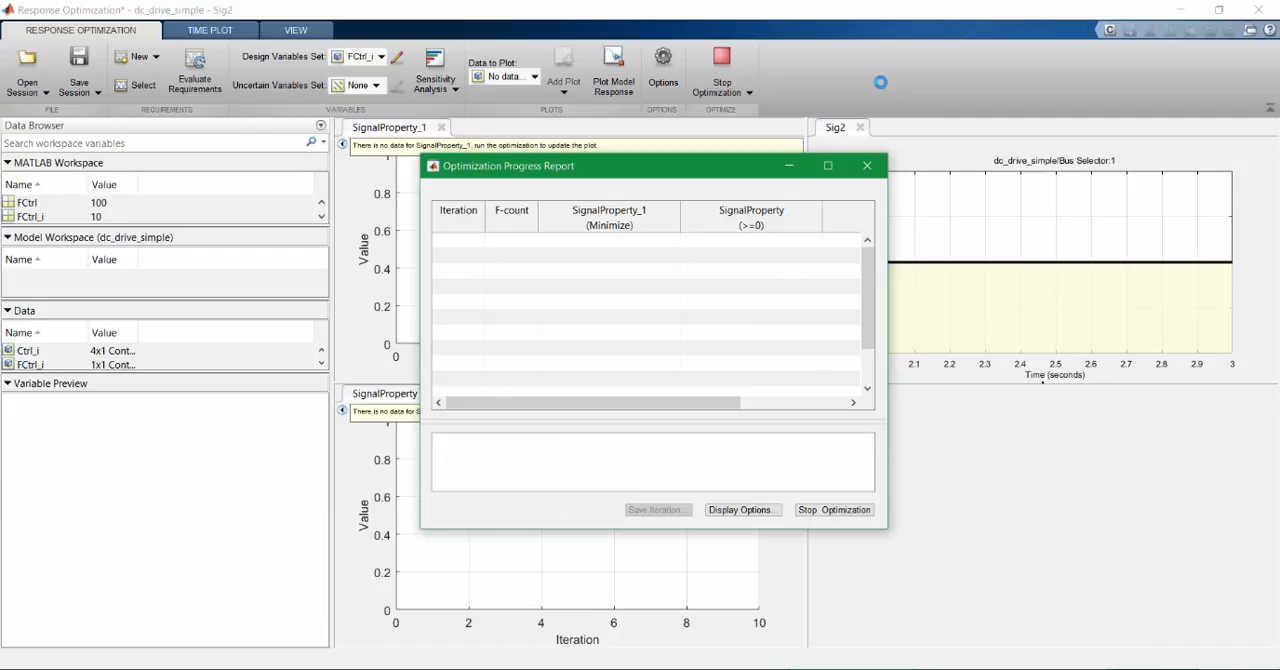 Response Optimization* - dc_drive_simple - Sig2
RESPONSE OPTIMIZATION
TIME PLOT
VIEW
Open
Session
Save
Session
New
Select
Evaluate
Requirements
Design Variables Set:
FCtrl_i
Uncertain Variables Set:
None
Sensitivity
Analysis
Data to Plot:
No data...
Add Plot
Plot Model
Response
Options
Stop
Optimization
FILE
REQUIREMENTS
VARIABLES
PLOTS
OPTIONS
OPTIMIZE
Data Browser
Search workspace variables
MATLAB Workspace
Name
Value
FCtrl
100
FCtrl_i
10
Model Workspace (dc_drive_simple)
Name
Value
Data
Name
Value
Ctrl_i
4x1 Cont...
FCtrl_i
1x1 Cont...
Variable Preview
SignalProperty_1
There is no data for SignalProperty_1, run the optimization to update the plot.
1
0.8
0.6
0.4
0.2
0
0
Value
SignalProperty
There is no data for S
1
0.8
0.6
0.4
0.2
0
Value
0
2
4
6
8
10
Iteration
Optimization Progress Report
Iteration
F-count
SignalProperty_1
(Minimize)
SignalProperty
(>=0)
Save Iteration...
Display Options...
Stop Optimization
Sig2
dc_drive_simple/Bus Selector:1
2.1
2.2
2.3
2.4
2.5
2.6
2.7
2.8
2.9
3
Time (seconds)